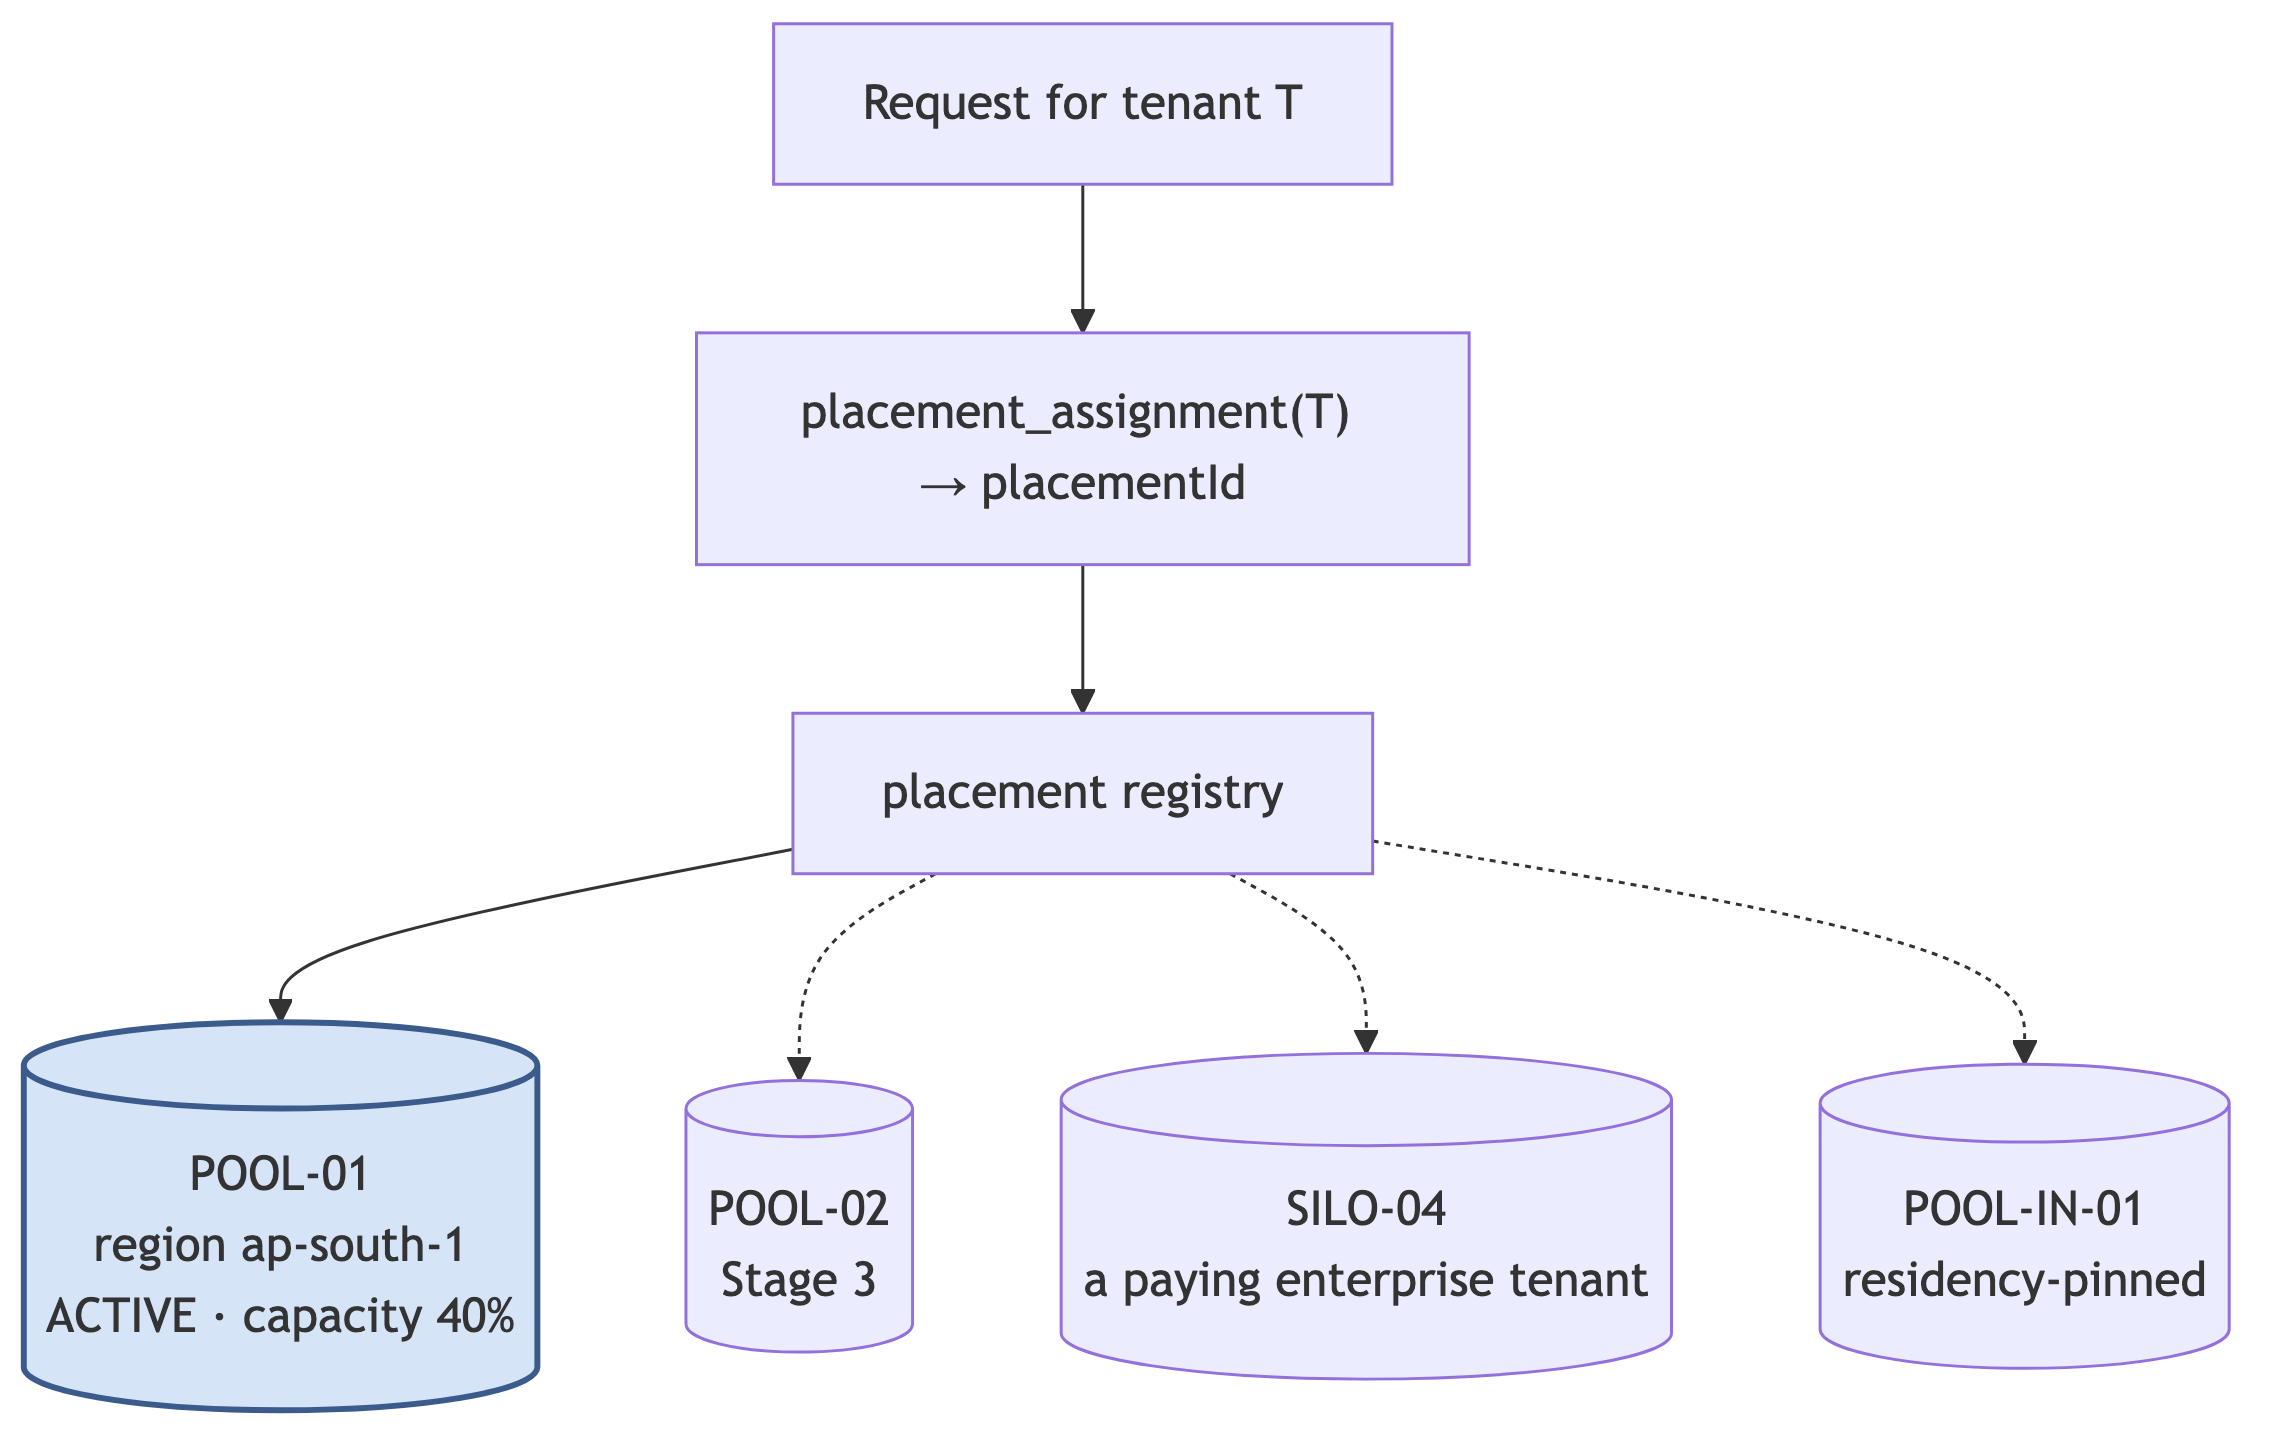 Request for tenant T
placement_assignment(T)
→ placementId
placement registry
POOL-01
region ap-south-1
ACTIVE · capacity 40%
POOL-02
Stage 3
SILO-04
a paying enterprise tenant
POOL-IN-01
residency-pinned